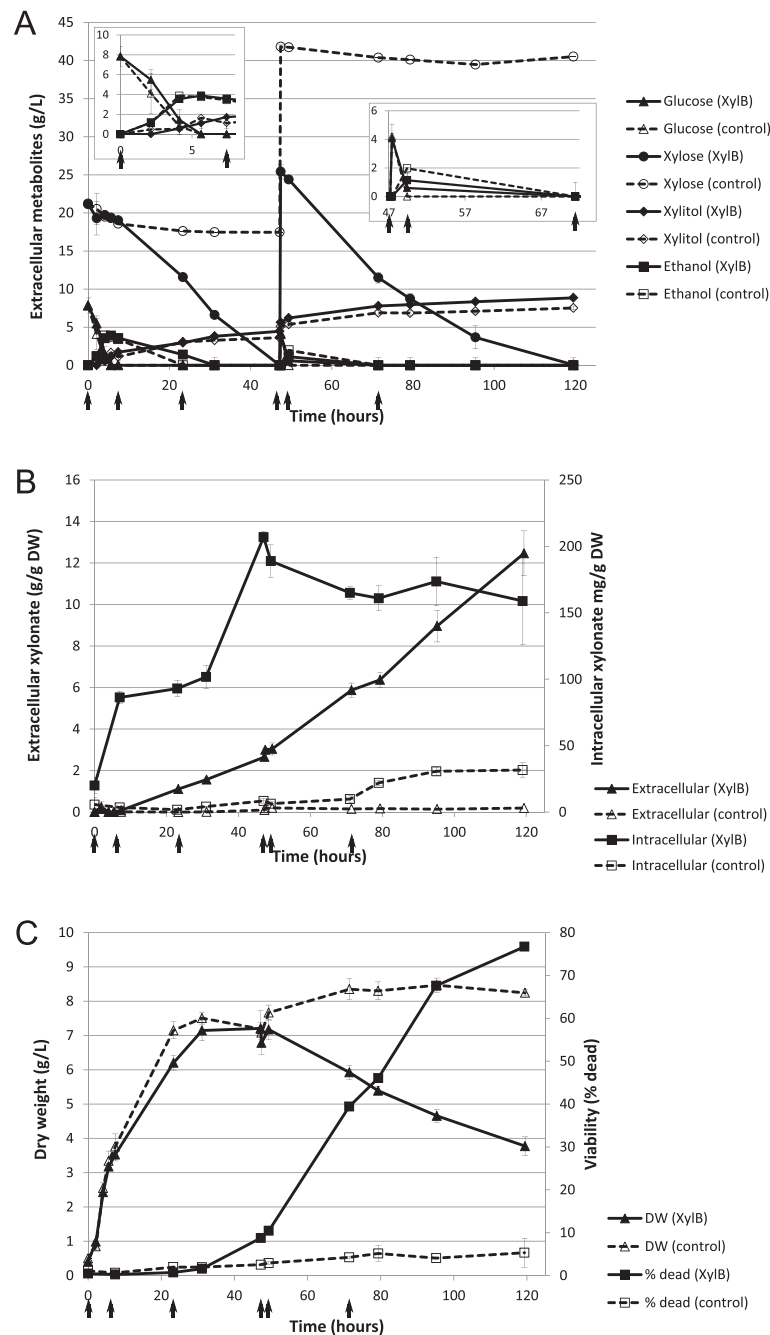 A
Extracellular metabolites (g/L)
45
40
35
30
25
20
15
10
5
0
0 20 40 60 80 100 120
Time (hours)
10
8
6
4
2
0
0 5
6
4
2
0
47 57 67
Glucose (XylB)
Glucose (control)
Xylose (XylB)
Xylose (control)
Xylitol (XylB)
Xylitol (control)
Ethanol (XylB)
Ethanol (control)
B
Extracellular xylonate (g/g DW)
16
14
12
10
8
6
4
2
0
0 20 40 60 80 100 120
Time (hours)
250
200
150
100
50
0
Intracellular xylonate mg/g DW
Extracellular (XylB)
Extracellular (control)
Intracellular (XylB)
Intracellular (control)
C
Dry weight (g/L)
10
9
8
7
6
5
4
3
2
1
0
0 20 40 60 80 100 120
Time (hours)
80
70
60
50
40
30
20
10
0
Viability (% dead)
DW (XylB)
DW (control)
% dead (XylB)
% dead (control)